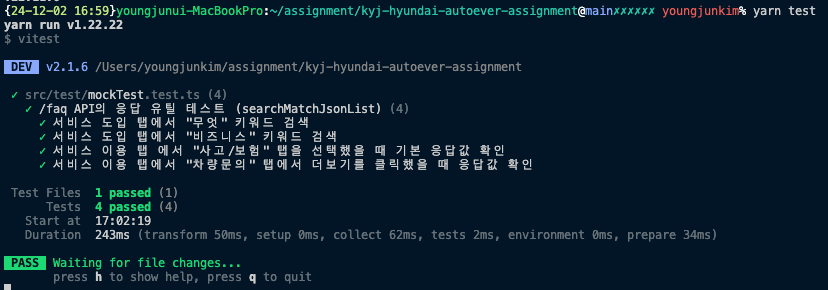 {24-12-02 16:59}youngjunui-MacBookPro:~/assignment/kyj-hyundai-autoever-assignment@main✗✗✗✗✗✗ youngjunkim% yarn test
yarn run v1.22.22
$ vitest
DEV v2.1.6 /Users/youngjunkim/assignment/kyj-hyundai-autoever-assignment
✓ src/test/mockTest.test.ts (4)
✓ /faq API의 응답 유틸 테스트 (searchMatchJsonList) (4)
✓ 서비스 도입 탭에서 "무엇" 키워드 검색
✓ 서비스 도입 탭에서 "비즈니스" 키워드 검색
✓ 서비스 이용 탭 에서 "사고/보험" 탭을 선택했을 때 기본 응답값 확인
✓ 서비스 이용 탭에서 "차량문의" 탭에서 더보기를 클릭했을 때 응답값 확인
Test Files 1 passed (1)
Tests 4 passed (4)
Start at 17:02:19
Duration 243ms (transform 50ms, setup 0ms, collect 62ms, tests 2ms, environment 0ms, prepare 34ms)
PASS Waiting for file changes...
press h to show help, press q to quit